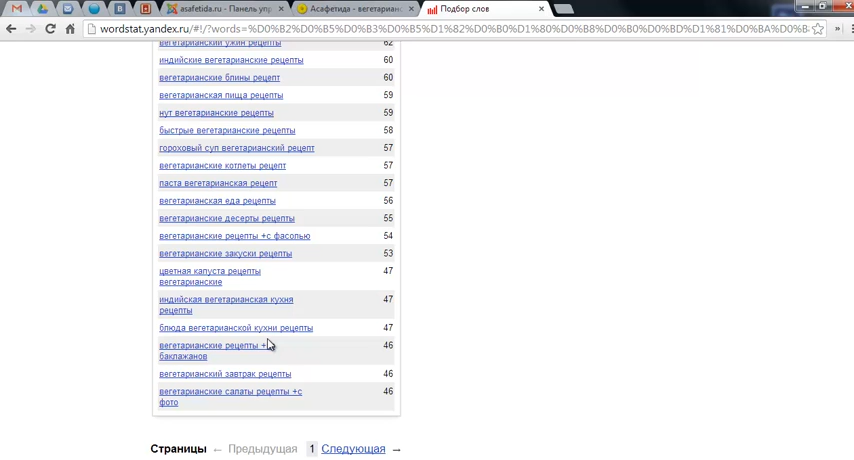 asafetida.ru - Панель упр
Асафетида - вегетарианс
Подбор слов
wordstat.yandex.ru/#!/?words=%D0%B2%D0%B5%D0%B3%D0%B5%D1%82%D0%B0%D1%80%D0%B8%D0%B0%D0%BD%D1%81%D0%BA%D0%B
вегетарианский ужин рецепты 62
индийские вегетарианские рецепты 60
вегетарианские блины рецепт 60
вегетарианская пища рецепты 59
нут вегетарианские рецепты 59
быстрые вегетарианские рецепты 58
гороховый суп вегетарианский рецепт 57
вегетарианские котлеты рецепт 57
паста вегетарианская рецепт 57
вегетарианская еда рецепты 56
вегетарианские десерты рецепты 55
вегетарианские рецепты +с фасолью 54
вегетарианские закуски рецепты 53
цветная капуста рецепты 47
вегетарианские
индийская вегетарианская кухня 47
рецепты
блюда вегетарианской кухни рецепты 47
вегетарианские рецепты + 46
баклажанов
вегетарианский завтрак рецепты 46
вегетарианские салаты рецепты +с 46
фото
Страницы ← Предыдущая 1 Следующая →